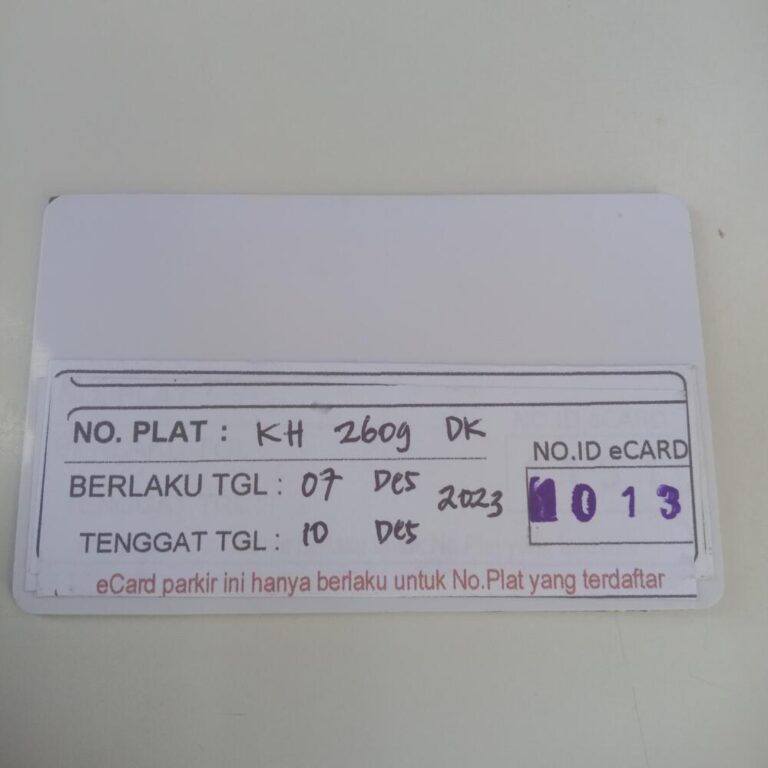 NO. PLAT : KH 2609 DK
NO.ID eCARD
BERLAKU TGL : 07 Des 2023
1013
TENGGAT TGL : 10 Des
eCard parkir ini hanya berlaku untuk No.Plat yang terdaftar